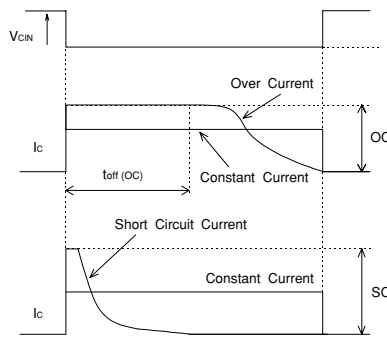 VCIN
Over Current
OC
IC
Constant Current
toff (OC)
Short Circuit Current
Constant Current
SC
IC